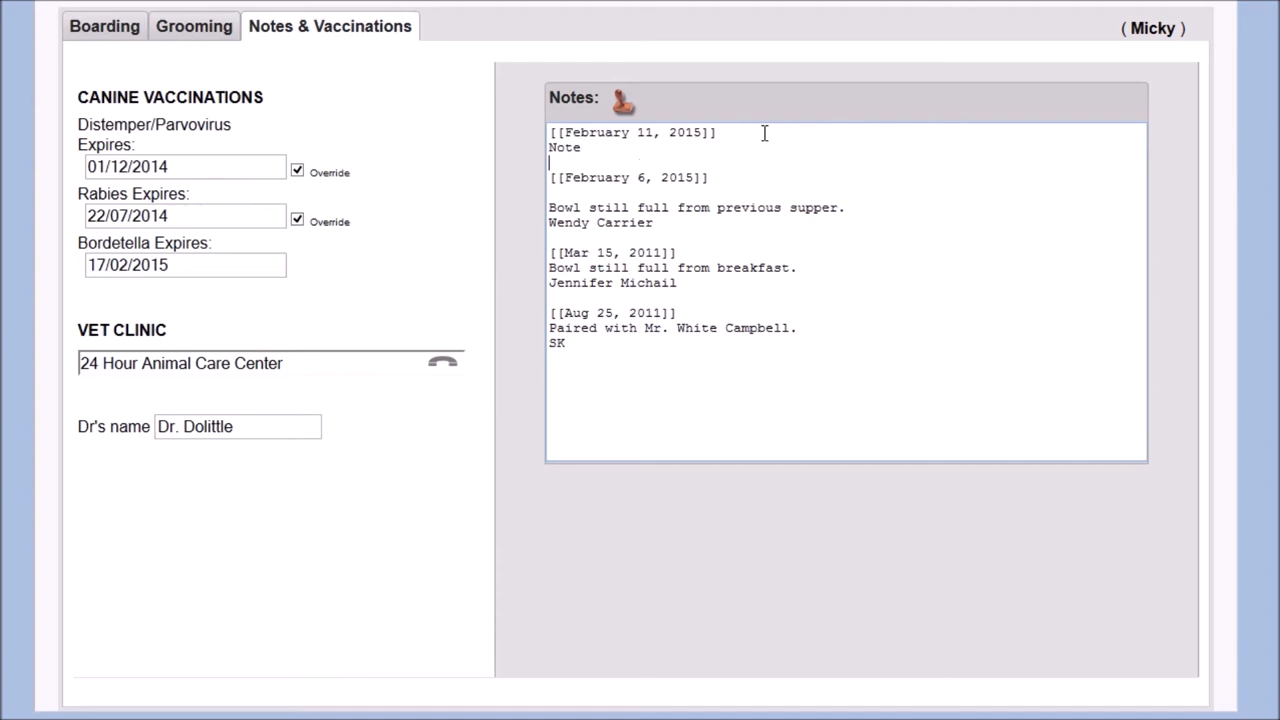 Boarding Grooming Notes & Vaccinations ( Micky )
CANINE VACCINATIONS
Distemper/Parvovirus
Expires:
01/12/2014 Override
Rabies Expires:
22/07/2014 Override
Bordetella Expires:
17/02/2015
VET CLINIC
24 Hour Animal Care Center
Dr's name Dr. Dolittle
Notes:
[[February 11, 2015]]
Note
[[February 6, 2015]]
Bowl still full from previous supper.
Wendy Carrier
[[Mar 15, 2011]]
Bowl still full from breakfast.
Jennifer Michail
[[Aug 25, 2011]]
Paired with Mr. White Campbell.
SK